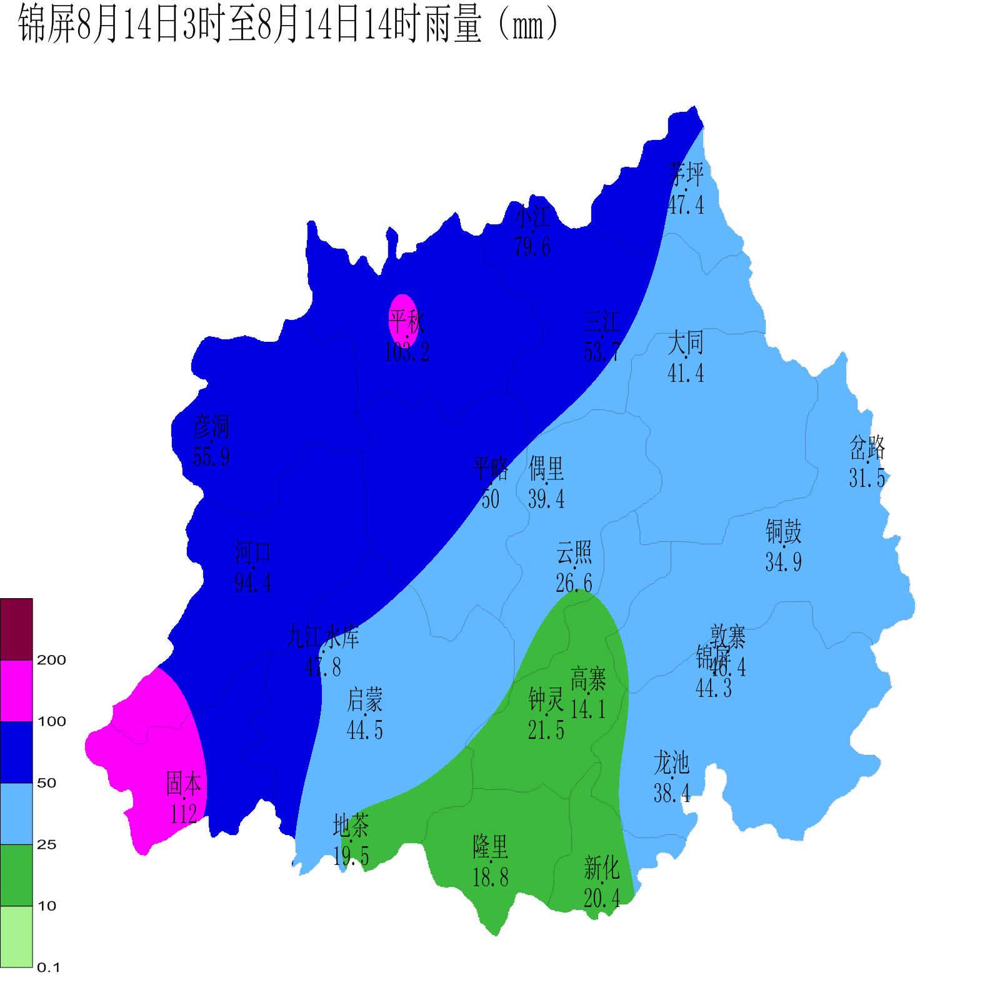 锦屏8月14日3时至8月14日14时雨量（mm）
茅坪
47.4
小江
79.6
平秋
103.2
三江
53.7
大同
41.4
彦洞
55.9
岔路
31.5
平略
50
偶里
39.4
铜鼓
34.9
河口
94.4
云照
26.6
九江水库
47.8
敦寨
46.4
锦屏
44.3
高寨
14.1
启蒙
44.5
钟灵
21.5
龙池
38.4
固本
112
地茶
19.5
隆里
18.8
新化
20.4
200
100
50
25
10
0.1